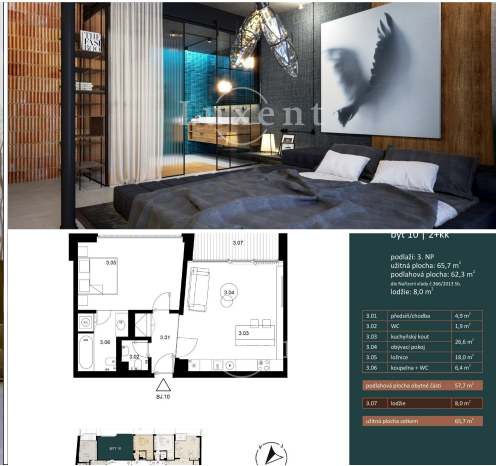 Luxent
3.07
3.05
3.04
3.03
3.01
3.06
3.02
BJ.10
BYT 10
byt 10 | 2+kk
podlaží: 3. NP
užitná plocha: 65,7 m²
podlahová plocha: 62,3 m²
dle Nařízení vlády č.366/2013 Sb.
lodžie: 8,0 m²
3.01 předsíň/chodba 4,9 m²
3.02 WC 1,9 m²
3.03 kuchyňský kout 26,6 m²
3.04 obývací pokoj
3.05 ložnice 18,0 m²
3.06 koupelna + WC 6,4 m²
podlahová plocha obytné části 57,7 m²
3.07 lodžie 8,0 m²
užitná plocha celkem 65,7 m²